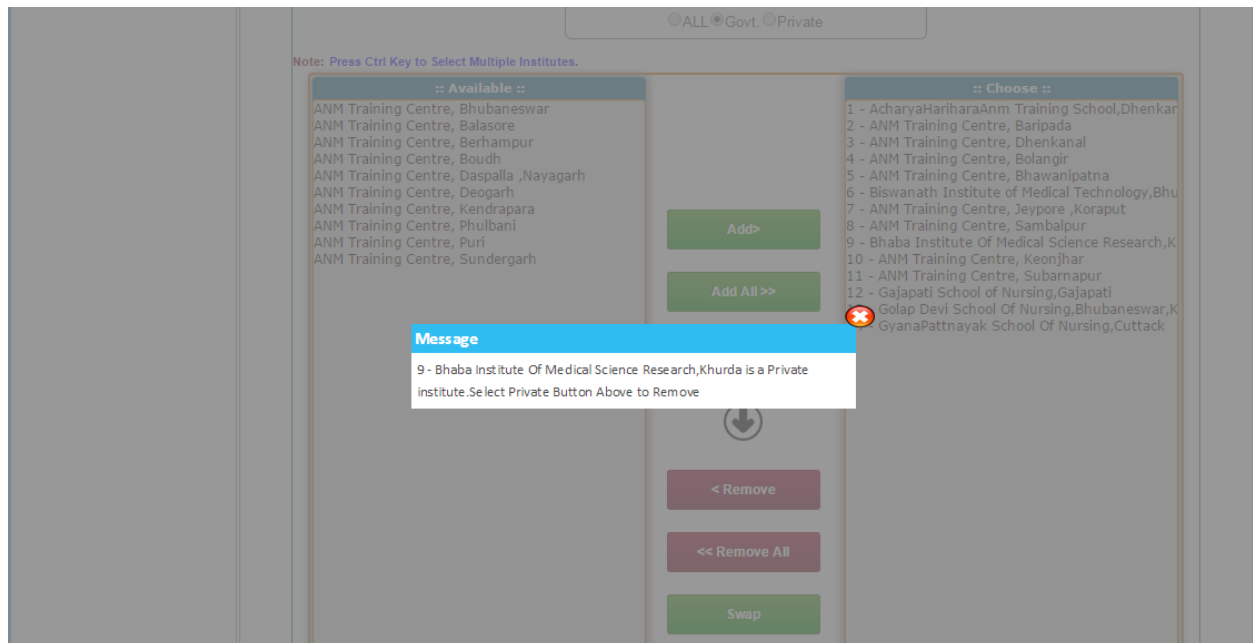 ALL Govt. Private
Note: Press Ctrl Key to Select Multiple Institutes.
:: Available ::
ANM Training Centre, Bhubaneswar
ANM Training Centre, Balasore
ANM Training Centre, Berhampur
ANM Training Centre, Boudh
ANM Training Centre, Daspalla ,Nayagarh
ANM Training Centre, Deogarh
ANM Training Centre, Kendrapara
ANM Training Centre, Phulbani
ANM Training Centre, Puri
ANM Training Centre, Sundergarh
Add>
Add All >>
:: Choose ::
1 - AcharyaHariharaAnm Training School,Dhenkar
2 - ANM Training Centre, Baripada
3 - ANM Training Centre, Dhenkanal
4 - ANM Training Centre, Bolangir
5 - ANM Training Centre, Bhawanipatna
6 - Biswanath Institute of Medical Technology,Bhu
7 - ANM Training Centre, Jeypore ,Koraput
8 - ANM Training Centre, Sambalpur
9 - Bhaba Institute Of Medical Science Research,K
10 - ANM Training Centre, Keonjhar
11 - ANM Training Centre, Subarnapur
12 - Gajapati School of Nursing,Gajapati
Golap Devi School Of Nursing,Bhubaneswar,K
- GyanaPattnayak School Of Nursing,Cuttack
Message
9 - Bhaba Institute Of Medical Science Research,Khurda is a Private
institute.Select Private Button Above to Remove
< Remove
<< Remove All
Swap